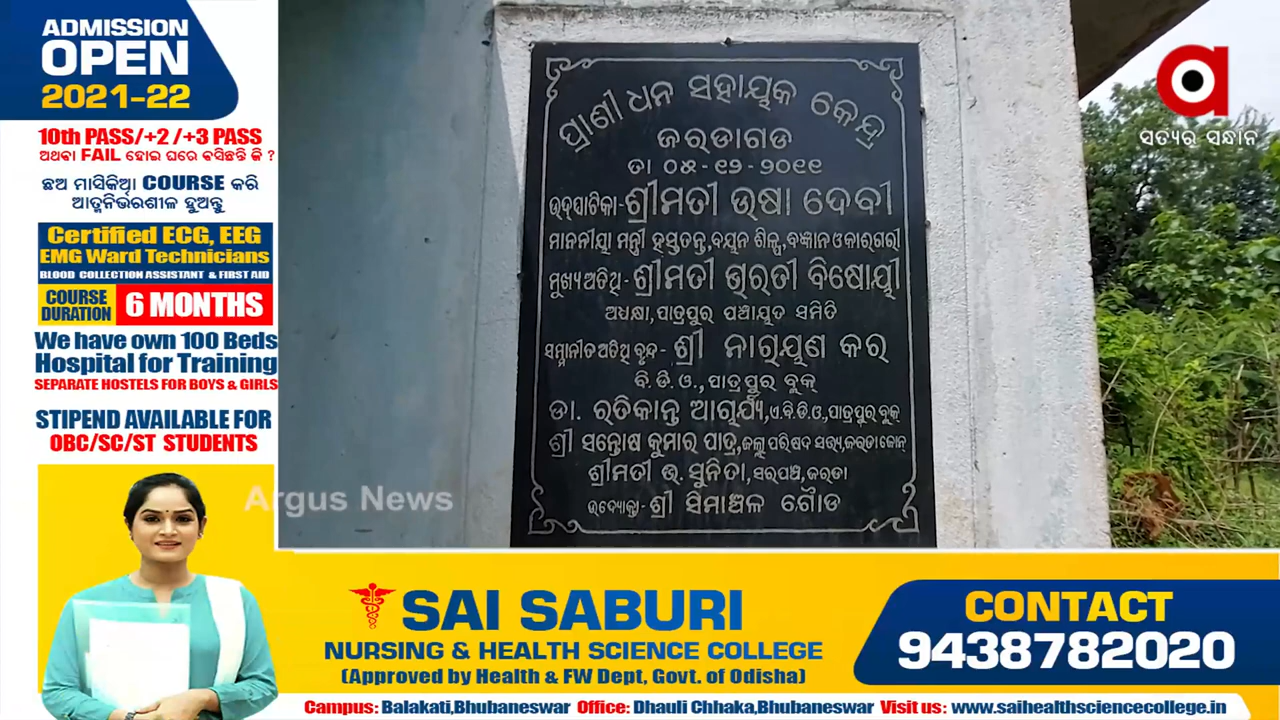 ADMISSION
OPEN
2021-22
10th PASS/+2 /+3 PASS
ଅଥବା FAIL ହୋଇ ଘରେ ବସିଛନ୍ତି କି ?
ଛଅ ମାସିକିଆ COURSE କରି
ଆତ୍ମନିର୍ଭରଶୀଳ ହୁଅନ୍ତୁ
Certified ECG, EEG
EMG Ward Technicians
BLOOD COLLECTION ASSISTANT & FIRST AID
COURSE DURATION 6 MONTHS
We have own 100 Beds
Hospital for Training
SEPARATE HOSTELS FOR BOYS & GIRLS
STIPEND AVAILABLE FOR
OBC/SC/ST STUDENTS
ପ୍ରାଣୀ ଧନ ସହାୟକ କେନ୍ଦ୍ର
ଜରଡାଗଡ
ତା ୦୫-୧୨-୨୦୧୧
ଉଦ୍‌ଘାଟିକା-ଶ୍ରୀମତୀ ଉଷା ଦେବୀ
ମାନନୀୟା ମନ୍ତ୍ରୀ ହସ୍ତତନ୍ତ,ବୟନ ଶିଳ୍ପ,ବିଜ୍ଞାନ ଓ କାରିଗରୀ
ମୁଖ୍ୟଅତିଥି-ଶ୍ରୀମତୀ ଭାରତୀ ବିଷୋୟୀ
ଅଧକ୍ଷା,ପାତ୍ରପୁର ପଞ୍ଚାୟତ ସମିତି
ସମ୍ମାନୀତଅତିଥି ବୃନ୍ଦ- ଶ୍ରୀ ନାରାୟଣ କର
ବି.ଡି.ଓ.,ପାତ୍ରପୁର ବ୍ଲକ୍
ଡା. ରତିକାନ୍ତ ଆଚାର୍ଯ୍ୟ,ଏ.ବି.ଡି.ଓ.,ପାତ୍ରପୁର ବ୍ଲକ୍
ଶ୍ରୀ ସନ୍ତୋଷ କୁମାର ପାତ୍ର,ଜିଲ୍ଲା ପରିଷଦ ସଭ୍ୟ,ଜରଡା ଜୋନ୍
ଶ୍ରୀମତୀ ଭି. ସୁନିତା,ସରପଞ୍ଚ,ଜରଡା
ଉଦ୍ୟୋକ୍ତା-ଶ୍ରୀ ସିମାଞ୍ଚଳ ଗୌଡ
ସତ୍ୟର ସନ୍ଧାନ
Argus News
SAI SABURI
NURSING & HEALTH SCIENCE COLLEGE
(Approved by Health & FW Dept, Govt. of Odisha)
CONTACT
9438782020
Campus: Balakati,Bhubaneswar Office: Dhauli Chhaka,Bhubaneswar Visit us: www.saihealthsciencecollege.in